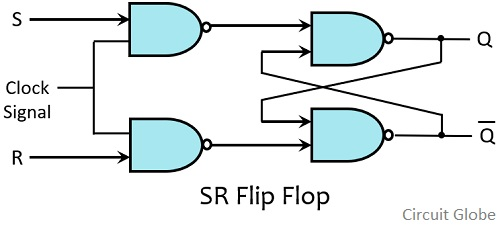 S
Q
Clock
Signal
Q̅
R
SR Flip Flop
Circuit Globe